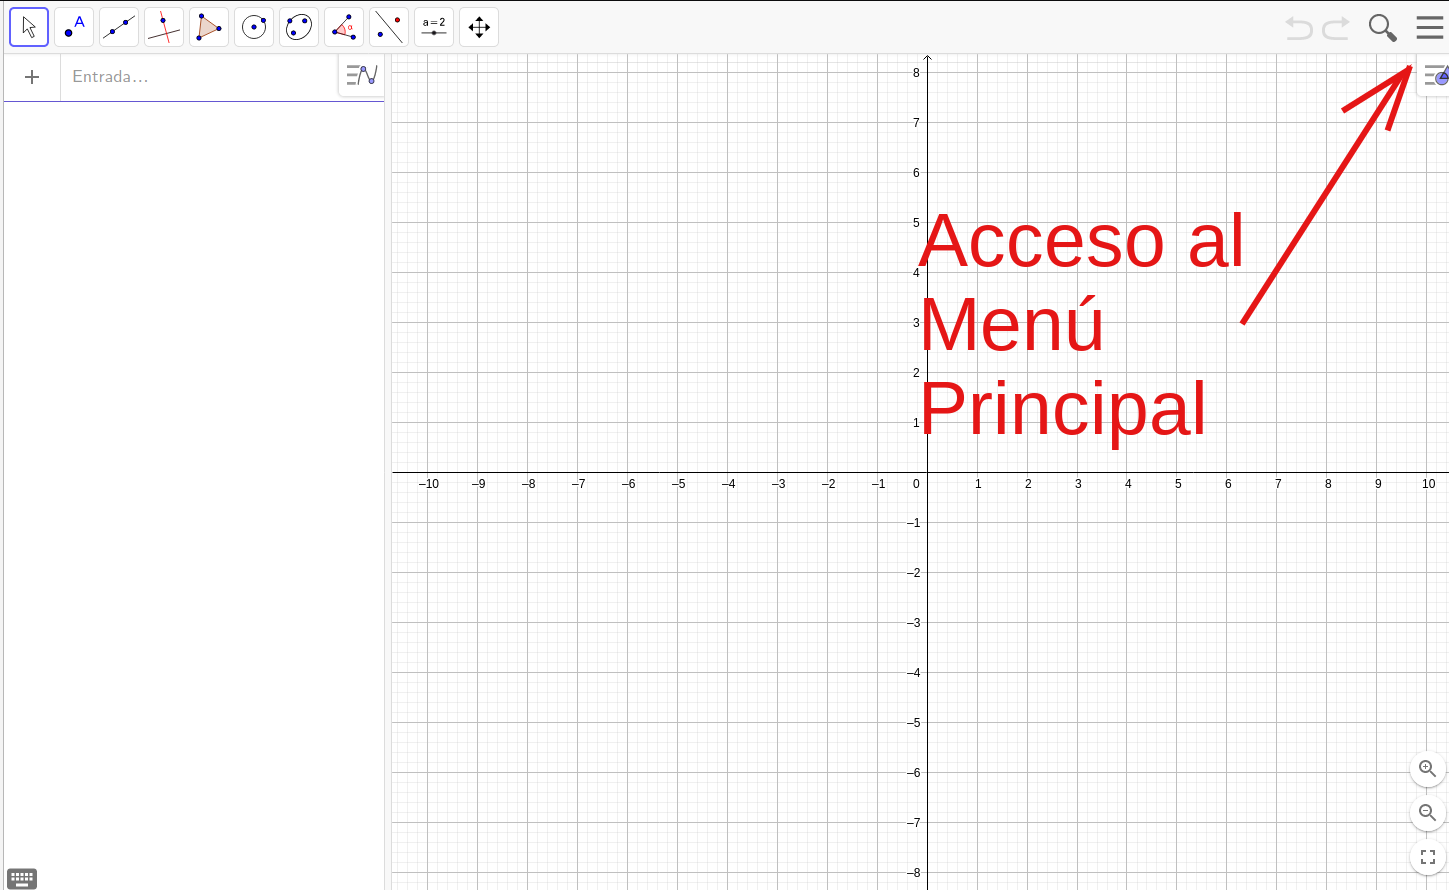 A
α
a=2
Entrada...
8
7
6
5
Acceso al
4
3
Menú
2
Principal
1
–10 –9 –8 –7 –6 –5 –4 –3 –2 –1 0 1 2 3 4 5 6 7 8 9 10
–1
–2
–3
–4
–5
–6
–7
–8